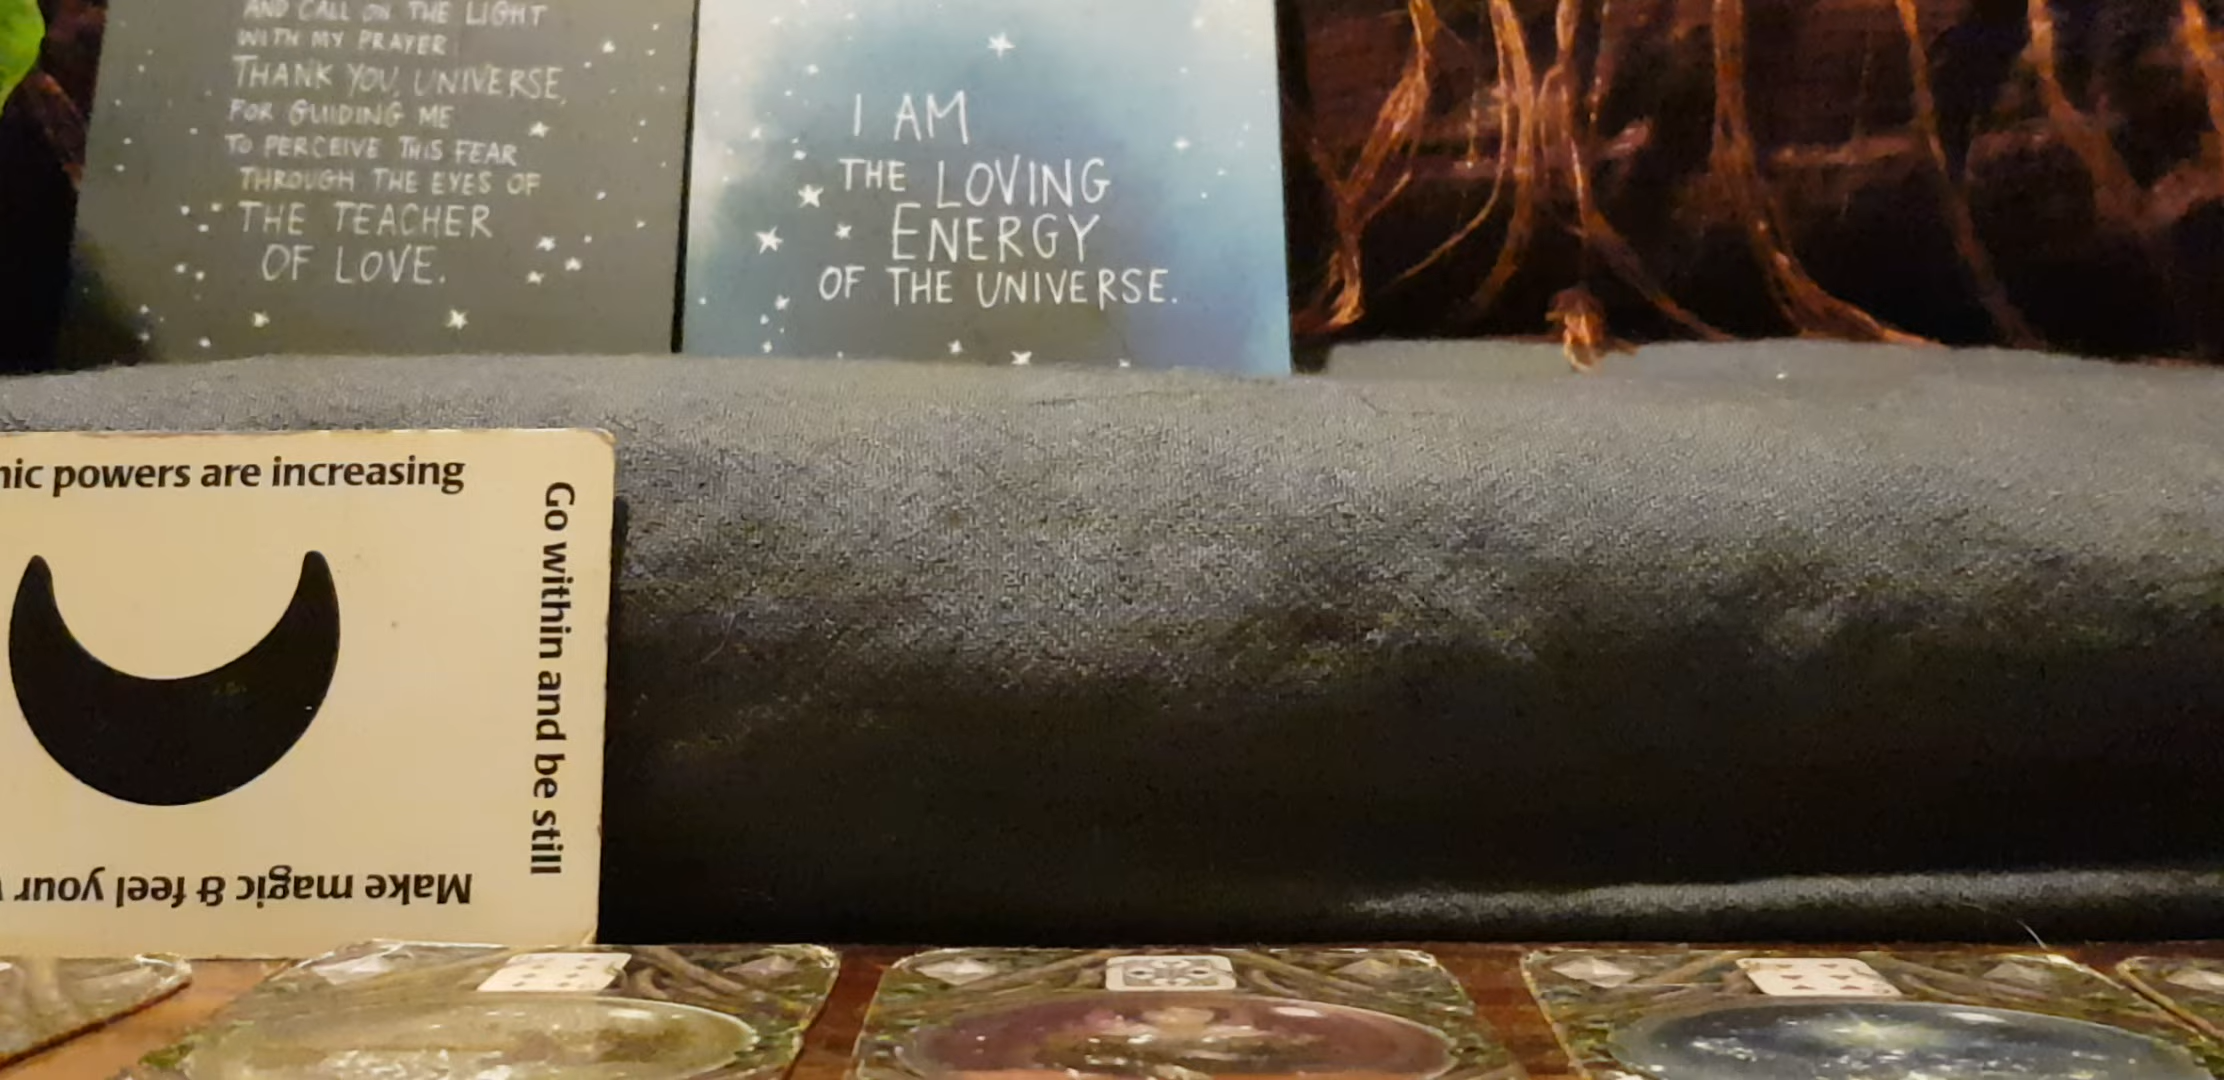 AND CALL ON THE LIGHT
WITH MY PRAYER
THANK YOU, UNIVERSE,
FOR GUIDING ME
TO PERCEIVE THIS FEAR
THROUGH THE EYES OF
THE TEACHER
OF LOVE.
I AM
THE LOVING
ENERGY
OF THE UNIVERSE.
powers are increasing
Go within and be still
Make magic & feel your